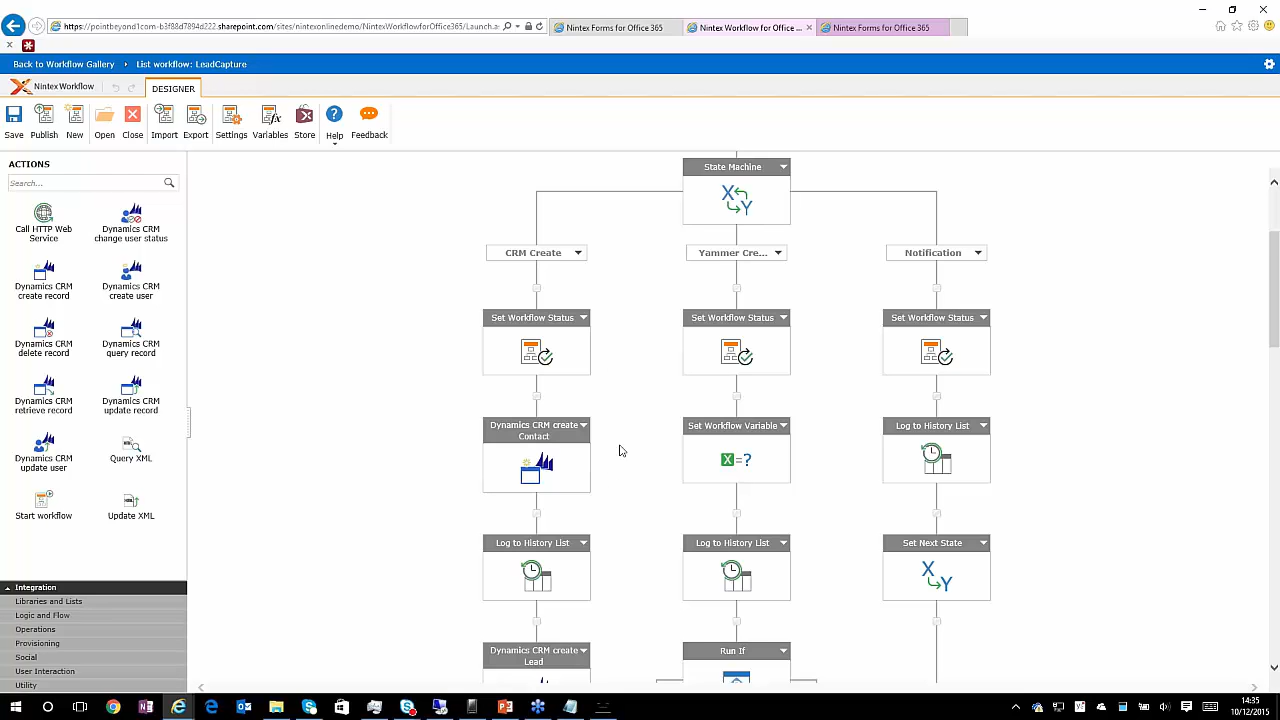 https://pointbeyond1com-b3f88d7894d222.sharepoint.com/sites/nintexonlinedemo/NintexWorkflowforOffice365/Launch.a
Nintex Forms for Office 365
Nintex Workflow for Office ...
Nintex Forms for Office 365
Back to Workflow Gallery
List workflow: LeadCapture
NintexWorkflow
DESIGNER
Save
Publish
New
Open
Close
Import
Export
Settings
Variables
Store
Help
Feedback
ACTIONS
Search...
Call HTTP Web
Service
Dynamics CRM
change user status
Dynamics CRM
create record
Dynamics CRM
create user
Dynamics CRM
delete record
Dynamics CRM
query record
Dynamics CRM
retrieve record
Dynamics CRM
update record
Dynamics CRM
update user
Query XML
Start workflow
Update XML
Integration
Libraries and Lists
Logic and Flow
Operations
Provisioning
Social
User Interaction
Utility
State Machine
X
Y
CRM Create
Yammer Cre...
Notification
Set Workflow Status
Set Workflow Status
Set Workflow Status
Dynamics CRM create
Contact
Set Workflow Variable
X=?
Log to History List
Log to History List
Log to History List
Set Next State
X
Y
Dynamics CRM create
Lead
Run If
14:35
10/12/2015